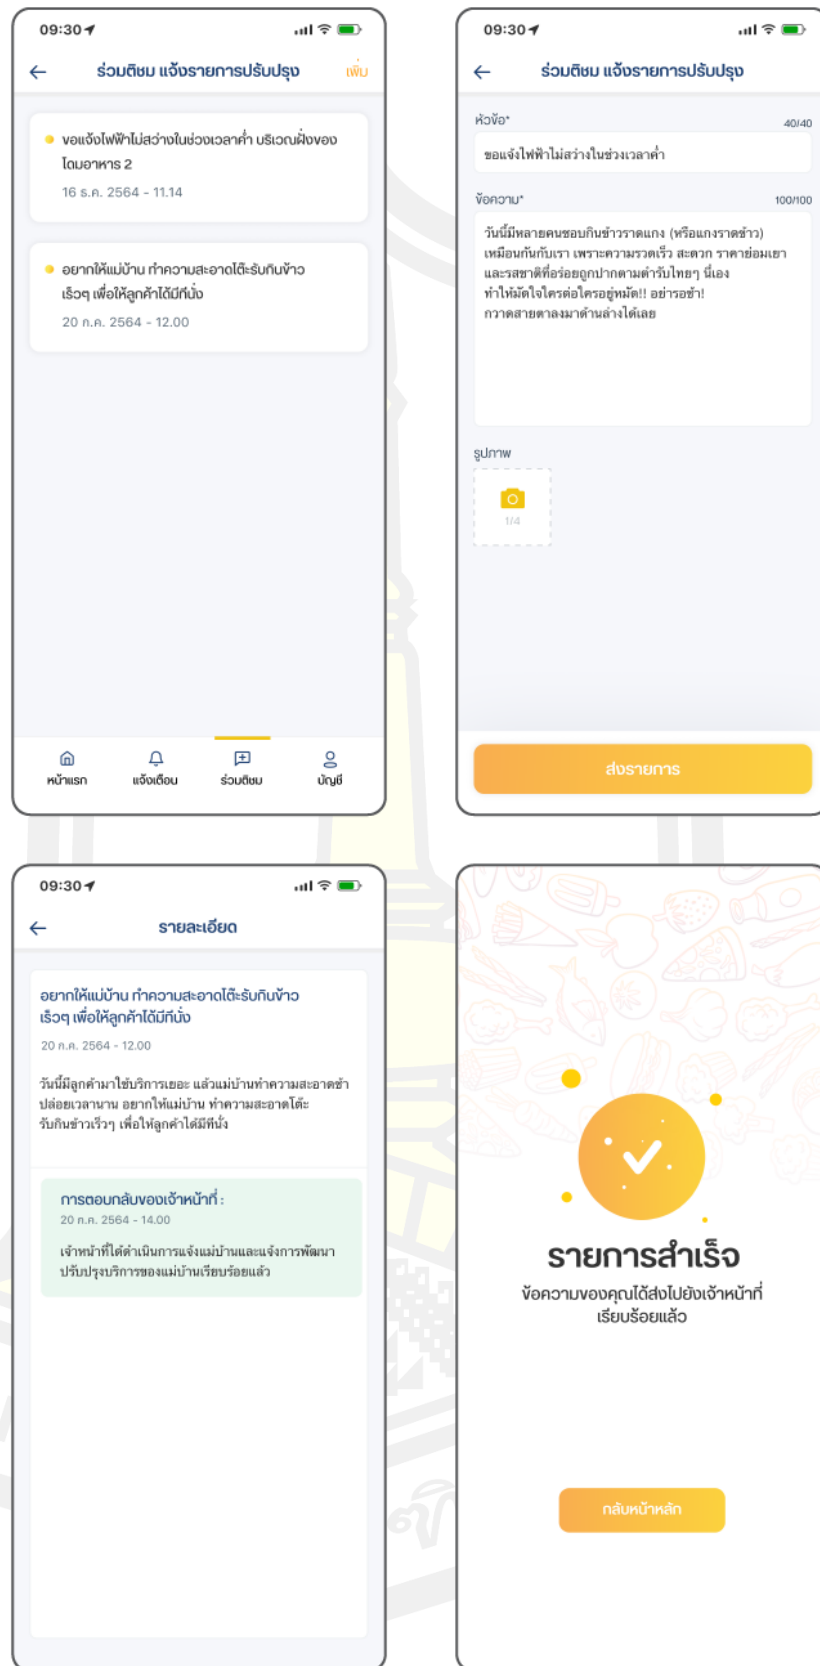 09:30
ร่วมติชม แจ้งรายการปรับปรุง
เพิ่ม
ขอแจ้งไฟฟ้าไม่สว่างในช่วงเวลาค่ำ บริเวณฝั่งของ
โดมอาหาร 2
16 ธ.ค. 2564 - 11.14
อยากให้แม่บ้าน ทำความสะอาดโต๊ะรับกินข้าว
เร็วๆ เพื่อให้ลูกค้าได้มีที่นั่ง
20 ก.ค. 2564 - 12.00
หน้าแรก
แจ้งเตือน
ร่วมติชม
บัญชี
09:30
ร่วมติชม แจ้งรายการปรับปรุง
หัวข้อ*
40/40
ขอแจ้งไฟฟ้าไม่สว่างในช่วงเวลาค่ำ
ข้อความ*
100/100
วันนี้มีหลายคนชอบกินข้าวราดแกง (หรือแกงราดข้าว)
เหมือนกันกับเรา เพราะความรวดเร็ว สะดวก ราคาย่อมเยา
และรสชาติที่อร่อยถูกปากตามตำรับไทยๆ นี่เอง
ทำให้มัดใจใครต่อใครอยู่หมัด!! อย่ารอช้า!
กวาดสายตาลงมาด้านล่างได้เลย
รูปภาพ
1/4
ส่งรายการ
09:30
รายละเอียด
อยากให้แม่บ้าน ทำความสะอาดโต๊ะรับกินข้าว
เร็วๆ เพื่อให้ลูกค้าได้มีที่นั่ง
20 ก.ค. 2564 - 12.00
วันนี้มีลูกค้ามาใช้บริการเยอะ แล้วแม่บ้านทำความสะอาดช้า
ปล่อยเวลานาน อยากให้แม่บ้าน ทำความสะอาดโต๊ะ
รับกินข้าวเร็วๆ เพื่อให้ลูกค้าได้มีที่นั่ง
การตอบกลับของเจ้าหน้าที่ :
20 ก.ค. 2564 - 14.00
เจ้าหน้าที่ได้ดำเนินการแจ้งแม่บ้านและแจ้งการพัฒนา
ปรับปรุงบริการของแม่บ้านเรียบร้อยแล้ว
รายการสำเร็จ
ข้อความของคุณได้ส่งไปยังเจ้าหน้าที่
เรียบร้อยแล้ว
กลับหน้าหลัก